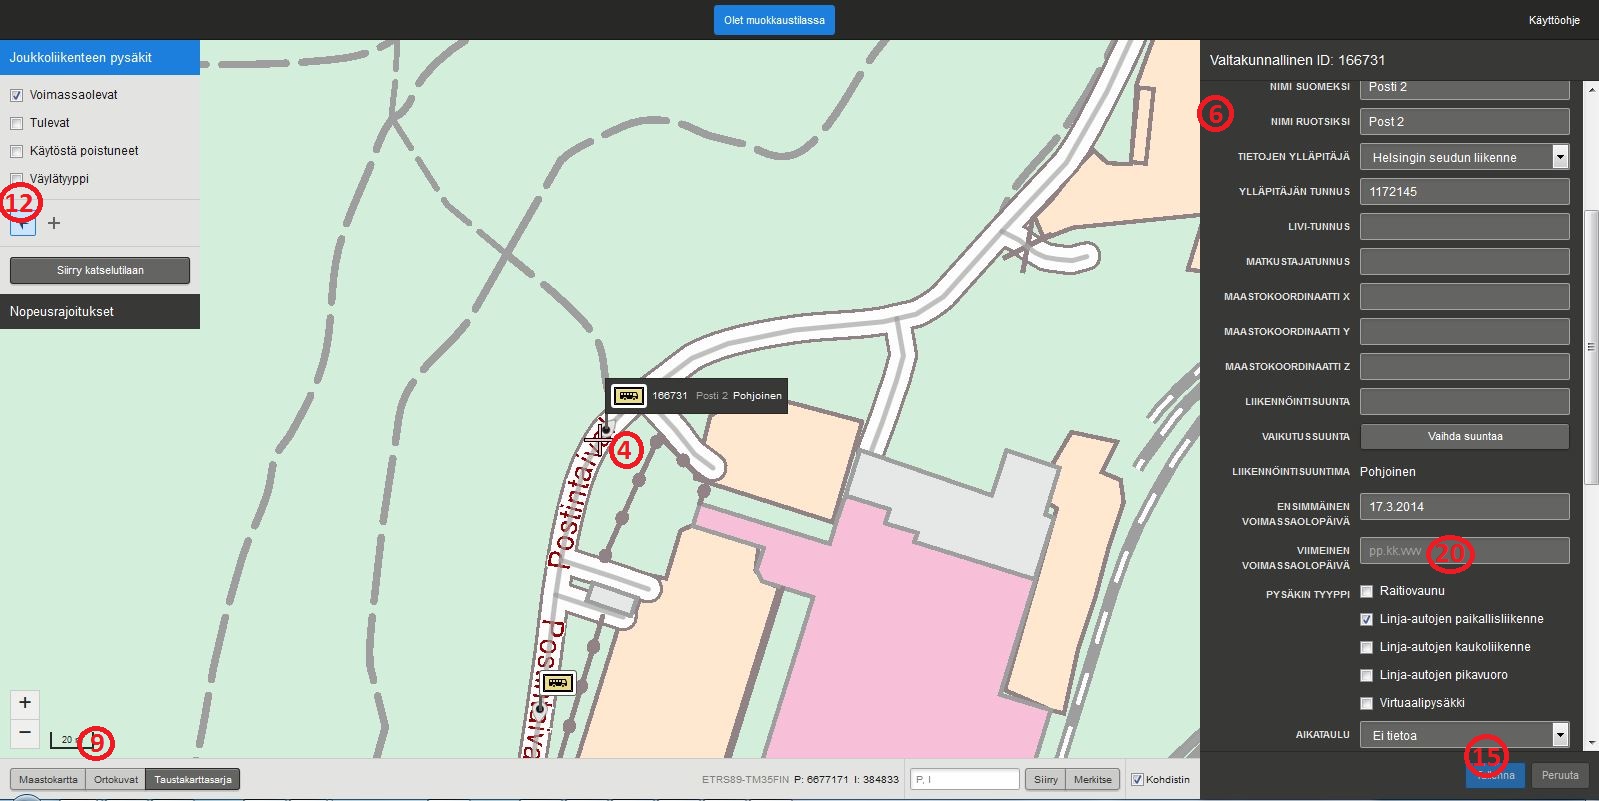 Olet muokkaustilassa
Käyttöohje
Joukkoliikenteen pysäkit
Voimassaolevat
Tulevat
Käytöstä poistuneet
Väylätyyppi
12
+
Siirry katselutilaan
Nopeusrajoitukset
166731 Posti 2 Pohjoinen
4
Postintaival
Postintaival
+
−
20
9
Maastokartta
Ortokuvat
Taustakarttasarja
ETRS89-TM35FIN P: 6677171 I: 384833
P, I
Siirry
Merkitse
Kohdistin
Valtakunnallinen ID: 166731
6
NIMI SUOMEKSI Posti 2
NIMI RUOTSIKSI Post 2
TIETOJEN YLLÄPITÄJÄ Helsingin seudun liikenne
YLLÄPITÄJÄN TUNNUS 1172145
LIVI-TUNNUS
MATKUSTAJATUNNUS
MAASTOKOORDINAATTI X
MAASTOKOORDINAATTI Y
MAASTOKOORDINAATTI Z
LIIKENNÖINTISUUNTA
VAIKUTUSSUUNTA Vaihda suuntaa
LIIKENNÖINTISUUNTIMA Pohjoinen
ENSIMMÄINEN
VOIMASSAOLOPÄIVÄ 17.3.2014
VIIMEINEN
VOIMASSAOLOPÄIVÄ pp.kk.vvvv 20
PYSÄKIN TYYPPI Raitiovaunu
Linja-autojen paikallisliikenne
Linja-autojen kaukoliikenne
Linja-autojen pikavuoro
Virtuaalipysäkki
AIKATAULU Ei tietoa
15
Tallenna
Peruuta